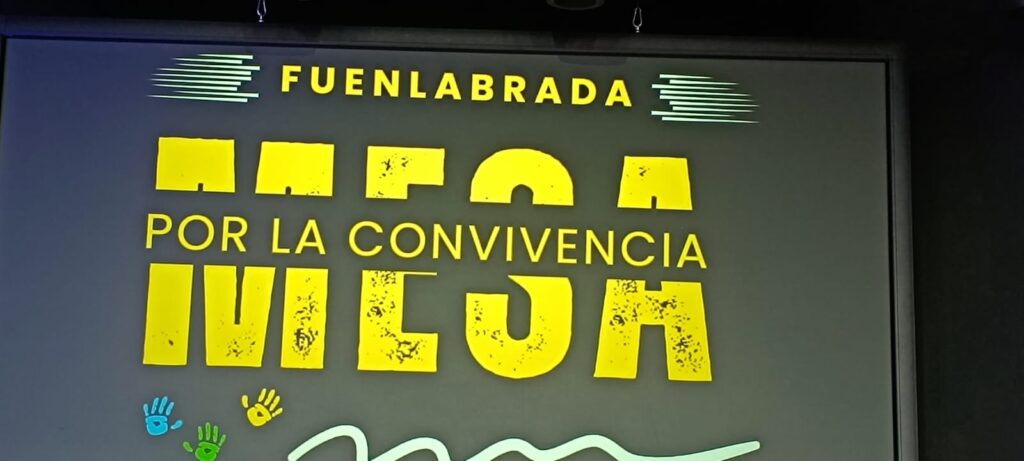 FUENLABRADA
MESA
POR LA CONVIVENCIA